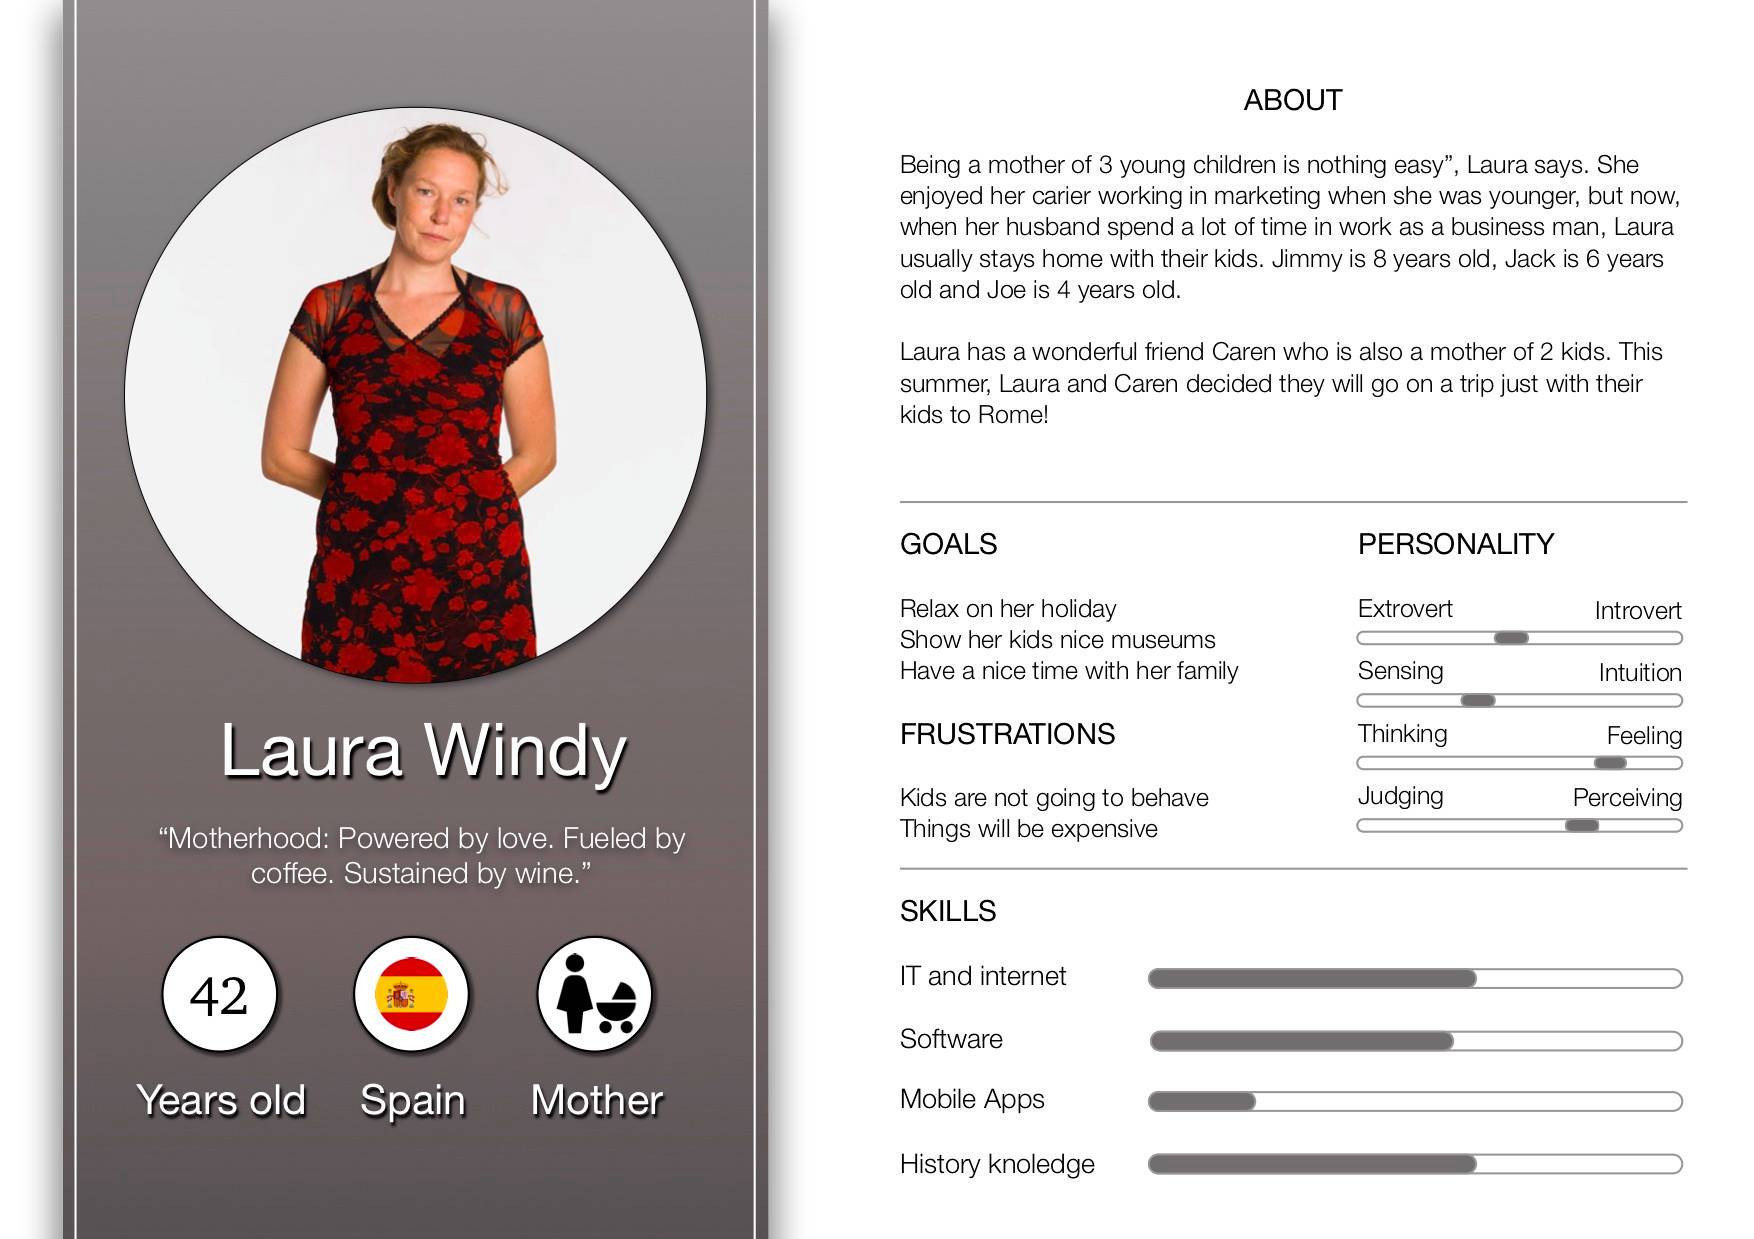 Laura Windy
“Motherhood: Powered by love. Fueled by
coffee. Sustained by wine.”
42
Years old
Spain
Mother
ABOUT
Being a mother of 3 young children is nothing easy”, Laura says. She
enjoyed her carier working in marketing when she was younger, but now,
when her husband spend a lot of time in work as a business man, Laura
usually stays home with their kids. Jimmy is 8 years old, Jack is 6 years
old and Joe is 4 years old.
Laura has a wonderful friend Caren who is also a mother of 2 kids. This
summer, Laura and Caren decided they will go on a trip just with their
kids to Rome!
GOALS
Relax on her holiday
Show her kids nice museums
Have a nice time with her family
FRUSTRATIONS
Kids are not going to behave
Things will be expensive
PERSONALITY
Extrovert Introvert
Sensing Intuition
Thinking Feeling
Judging Perceiving
SKILLS
IT and internet
Software
Mobile Apps
History knoledge